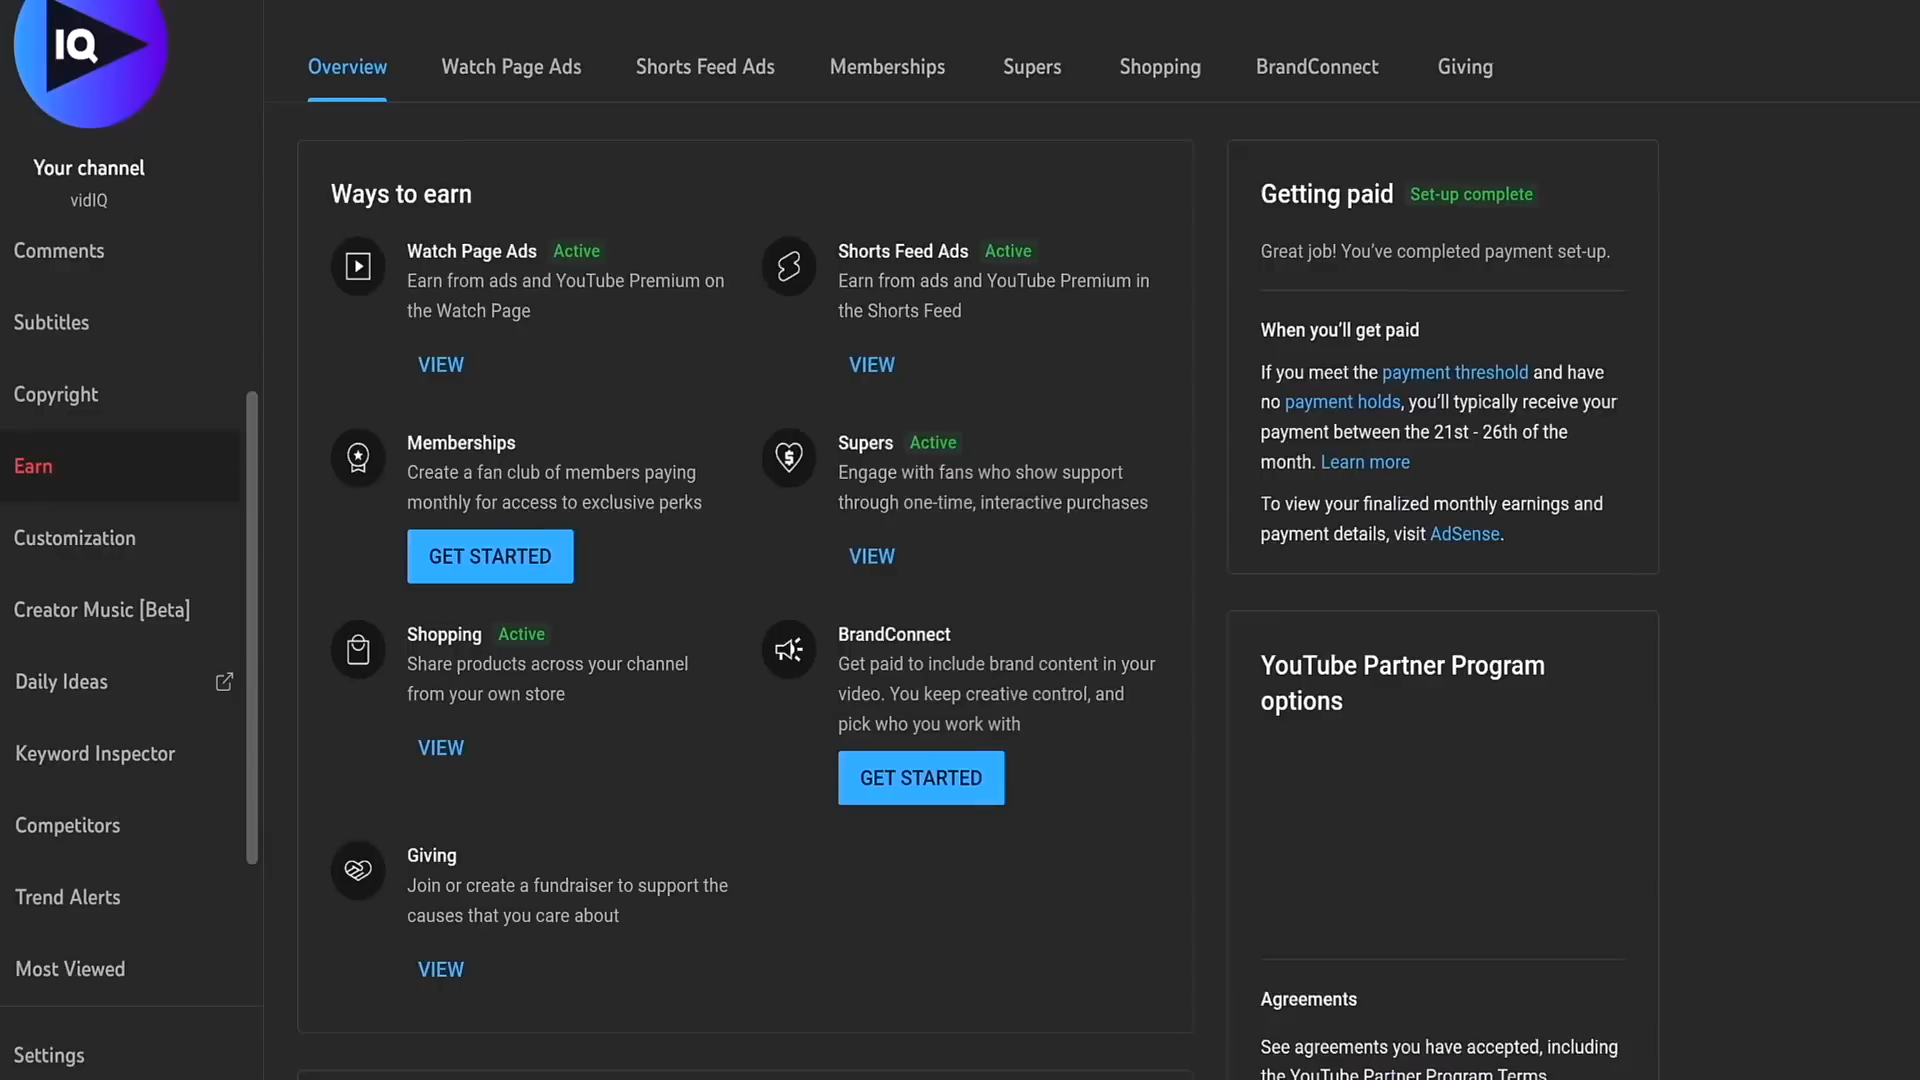 IQ
Your channel
vidIQ
Comments
Subtitles
Copyright
Earn
Customization
Creator Music [Beta]
Daily Ideas
Keyword Inspector
Competitors
Trend Alerts
Most Viewed
Settings
Overview
Watch Page Ads
Shorts Feed Ads
Memberships
Supers
Shopping
BrandConnect
Giving
Ways to earn
Watch Page Ads Active
Earn from ads and YouTube Premium on
the Watch Page
VIEW
Shorts Feed Ads Active
Earn from ads and YouTube Premium in
the Shorts Feed
VIEW
Memberships
Create a fan club of members paying
monthly for access to exclusive perks
GET STARTED
Supers Active
Engage with fans who show support
through one-time, interactive purchases
VIEW
Shopping Active
Share products across your channel
from your own store
VIEW
BrandConnect
Get paid to include brand content in your
video. You keep creative control, and
pick who you work with
GET STARTED
Giving
Join or create a fundraiser to support the
causes that you care about
VIEW
Getting paid Set-up complete
Great job! You’ve completed payment set-up.
When you’ll get paid
If you meet the payment threshold and have
no payment holds, you’ll typically receive your
payment between the 21st - 26th of the
month. Learn more
To view your finalized monthly earnings and
payment details, visit AdSense.
YouTube Partner Program
options
Agreements
See agreements you have accepted, including
the YouTube Partner Program Terms